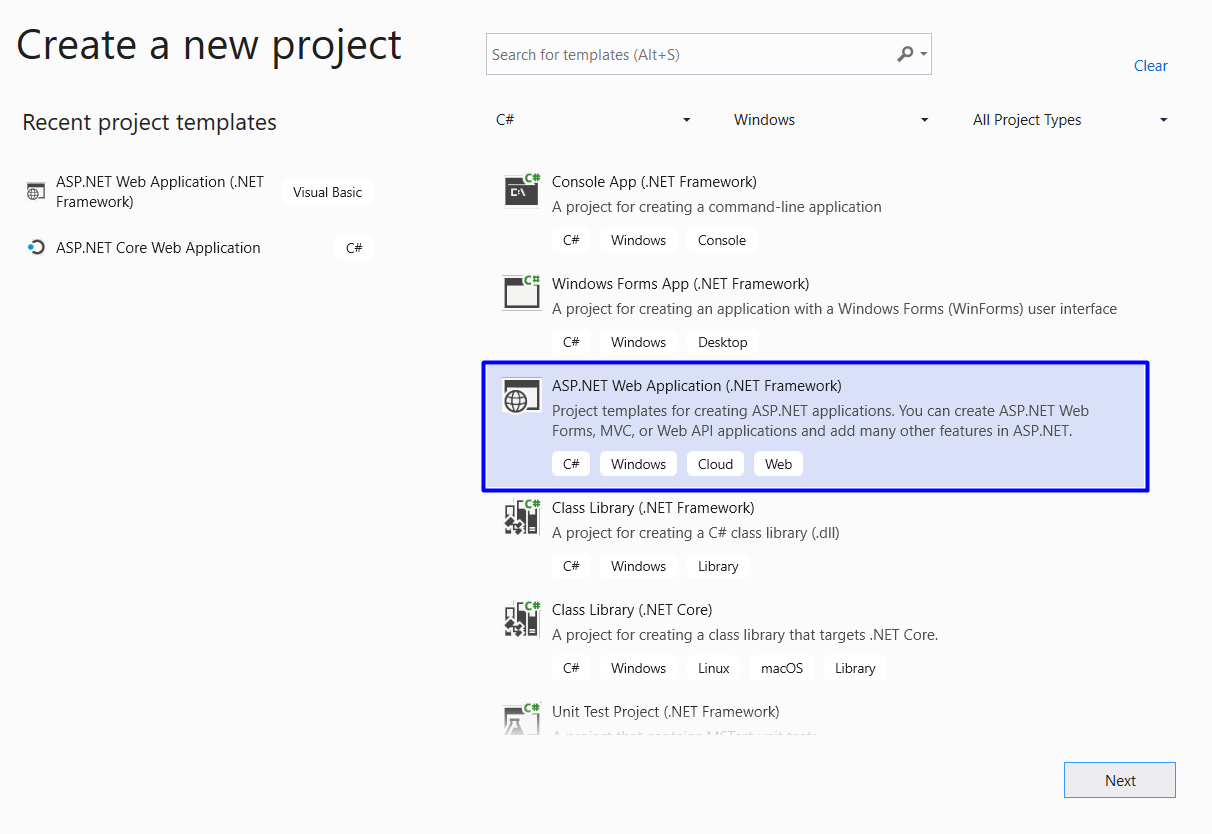 Create a new project
Search for templates (Alt+S)
Clear
Recent project templates
C#
Windows
All Project Types
ASP.NET Web Application (.NET
Framework)
Visual Basic
ASP.NET Core Web Application
C#
C#
C:\
Console App (.NET Framework)
A project for creating a command-line application
C#
Windows
Console
C#
Windows Forms App (.NET Framework)
A project for creating an application with a Windows Forms (WinForms) user interface
C#
Windows
Desktop
ASP.NET Web Application (.NET Framework)
Project templates for creating ASP.NET applications. You can create ASP.NET Web
Forms, MVC, or Web API applications and add many other features in ASP.NET.
C#
Windows
Cloud
Web
C#
Class Library (.NET Framework)
A project for creating a C# class library (.dll)
C#
Windows
Library
C#
Class Library (.NET Core)
A project for creating a class library that targets .NET Core.
C#
Windows
Linux
macOS
Library
C#
Unit Test Project (.NET Framework)
A project that contains MSTest unit tests.
Next